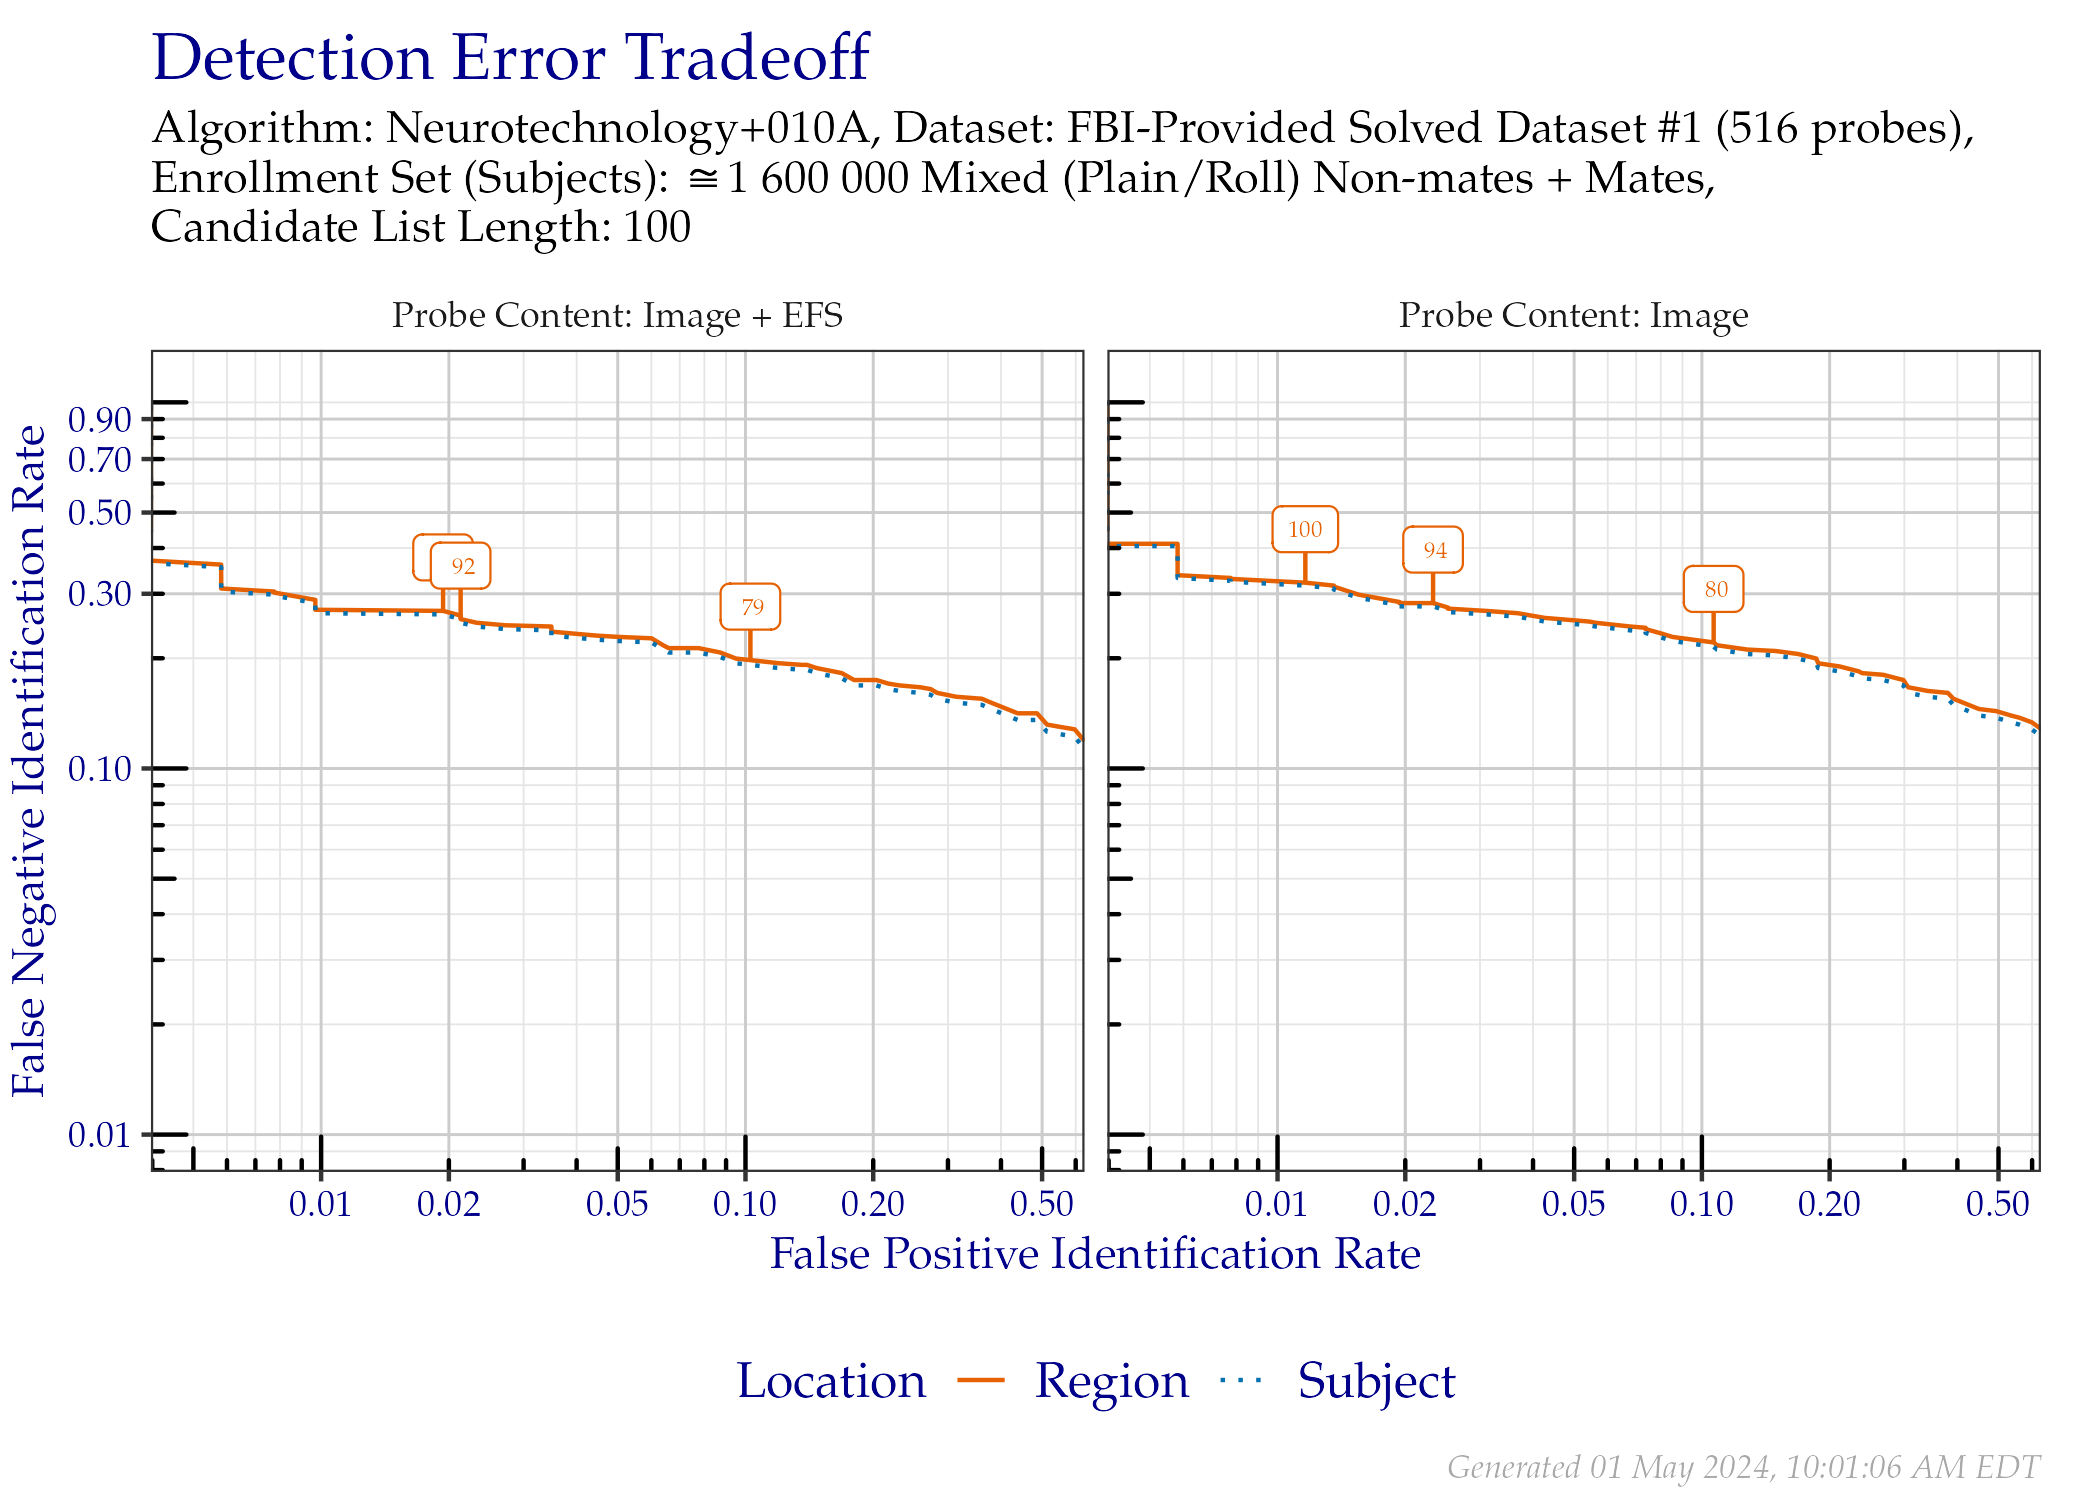 Detection Error Tradeoff
Algorithm: Neurotechnology+010A, Dataset: FBI-Provided Solved Dataset #1 (516 probes),
Enrollment Set (Subjects): ≅1 600 000 Mixed (Plain/Roll) Non-mates + Mates,
Candidate List Length: 100
Probe Content: Image + EFS
Probe Content: Image
False Negative Identification Rate
0.90
0.70
0.50
0.30
0.10
0.01
92
79
100
94
80
0.01 0.02 0.05 0.10 0.20 0.50
0.01 0.02 0.05 0.10 0.20 0.50
False Positive Identification Rate
Location Region Subject
Generated 01 May 2024, 10:01:06 AM EDT